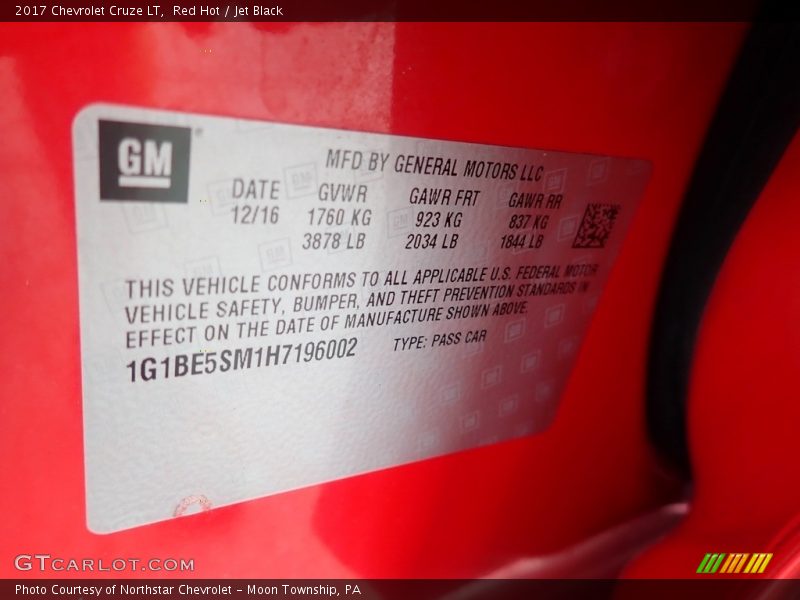 2017 Chevrolet Cruze LT, Red Hot / Jet Black
GM
MFD BY GENERAL MOTORS LLC
DATE GVWR GAWR FRT GAWR RR
12/16 1760 KG 923 KG 837 KG
3878 LB 2034 LB 1844 LB
THIS VEHICLE CONFORMS TO ALL APPLICABLE U.S. FEDERAL MOTOR
VEHICLE SAFETY, BUMPER, AND THEFT PREVENTION STANDARDS IN
EFFECT ON THE DATE OF MANUFACTURE SHOWN ABOVE.
1G1BE5SM1H7196002 TYPE: PASS CAR
GTCARLOT.COM
Photo Courtesy of Northstar Chevrolet - Moon Township, PA